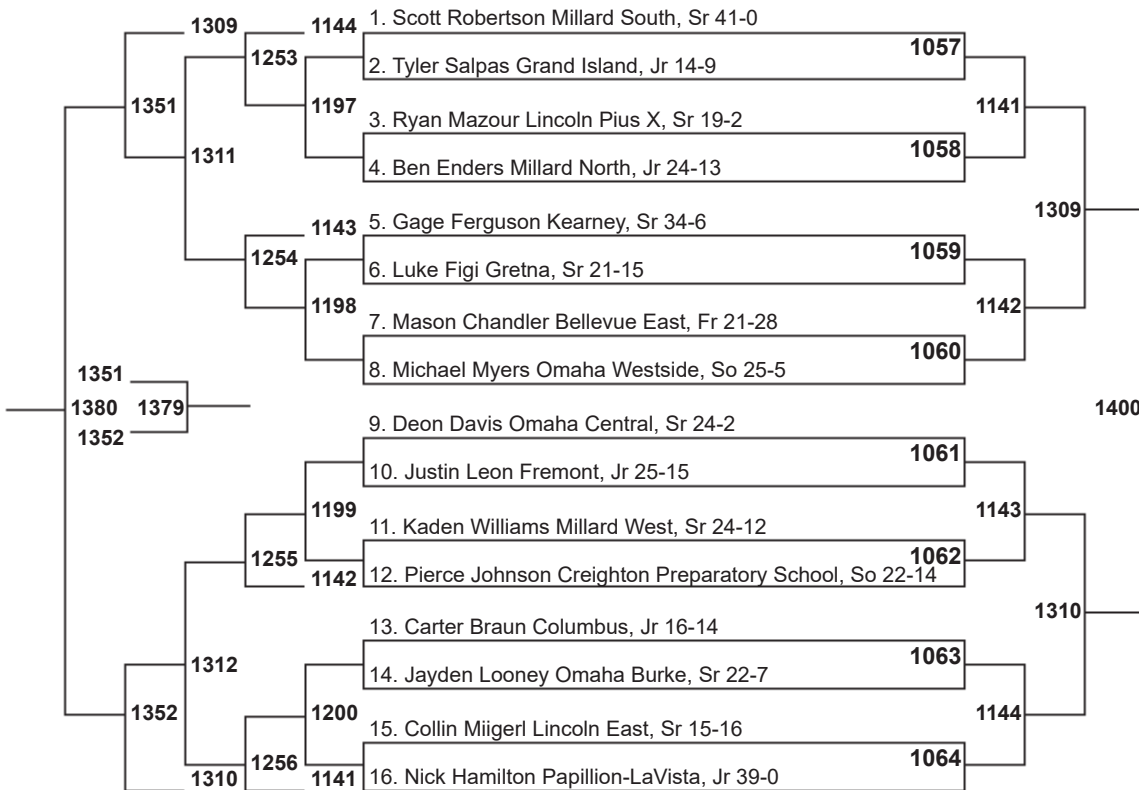 1309
1144
1. Scott Robertson Millard South, Sr 41-0
1057
1253
2. Tyler Salpas Grand Island, Jr 14-9
1351
1197
1141
3. Ryan Mazour Lincoln Pius X, Sr 19-2
1058
1311
4. Ben Enders Millard North, Jr 24-13
1309
1143
5. Gage Ferguson Kearney, Sr 34-6
1059
1254
6. Luke Figi Gretna, Sr 21-15
1198
1142
7. Mason Chandler Bellevue East, Fr 21-28
1060
8. Michael Myers Omaha Westside, So 25-5
1351
1380
1379
1400
1352
9. Deon Davis Omaha Central, Sr 24-2
1061
10. Justin Leon Fremont, Jr 25-15
1199
1143
11. Kaden Williams Millard West, Sr 24-12
1062
1255
1142
12. Pierce Johnson Creighton Preparatory School, So 22-14
1310
13. Carter Braun Columbus, Jr 16-14
1063
1312
14. Jayden Looney Omaha Burke, Sr 22-7
1352
1200
1144
15. Collin Miigerl Lincoln East, Sr 15-16
1064
1256
1310
1141
16. Nick Hamilton Papillion-LaVista, Jr 39-0